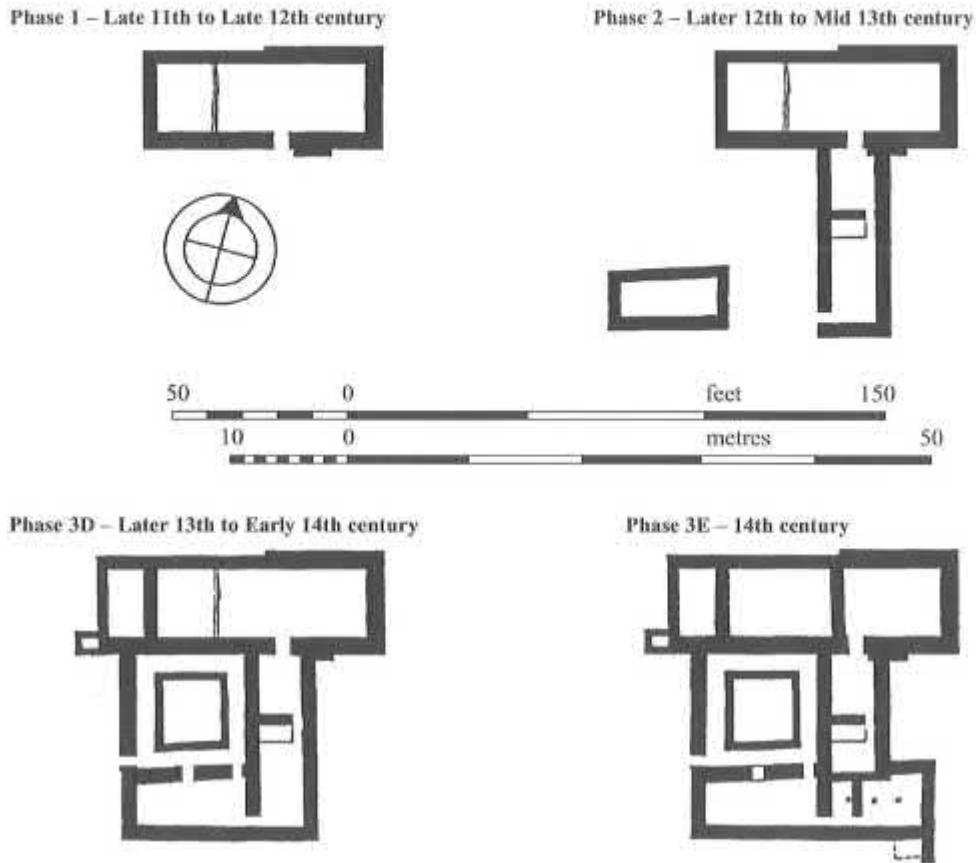 Phase 1 – Late 11th to Late 12th century
Phase 2 – Later 12th to Mid 13th century
50 0 feet 150
10 0 metres 50
Phase 3D – Later 13th to Early 14th century
Phase 3E – 14th century